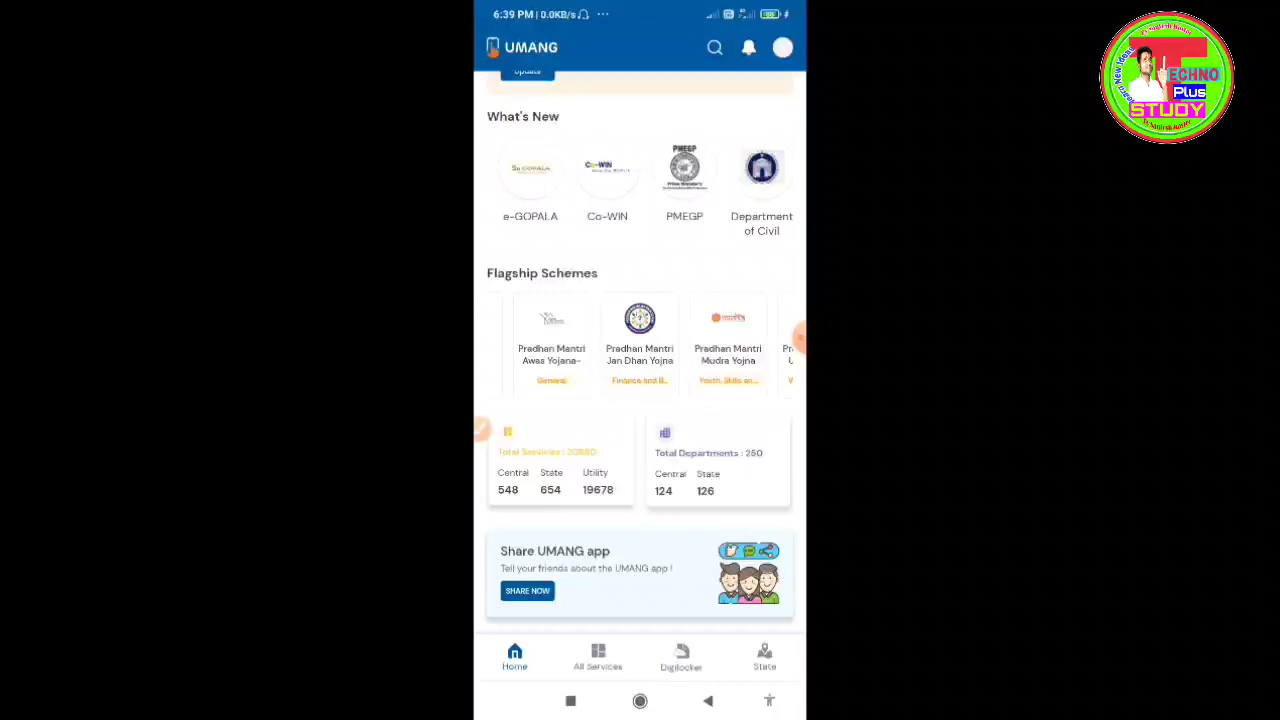 6:39 PM | 0.0KB/s
UMANG
Update
What's New
e-GOPALA
Co-WIN
PMEGP
Department
of Civil
Co-WIN
PMEGP
Flagship Schemes
Pradhan Mantri
Awas Yojana-
General
Pradhan Mantri
Jan Dhan Yojna
Finance and B...
Pradhan Mantri
Mudra Yojna
Youth, Skills an...
Total Services : 20880
Central State Utility
548 654 19678
Total Departments : 250
Central State
124 126
Share UMANG app
Tell your friends about the UMANG app !
SHARE NOW
Home
All Services
Digilocker
State
TECHNO
Plus
STUDY